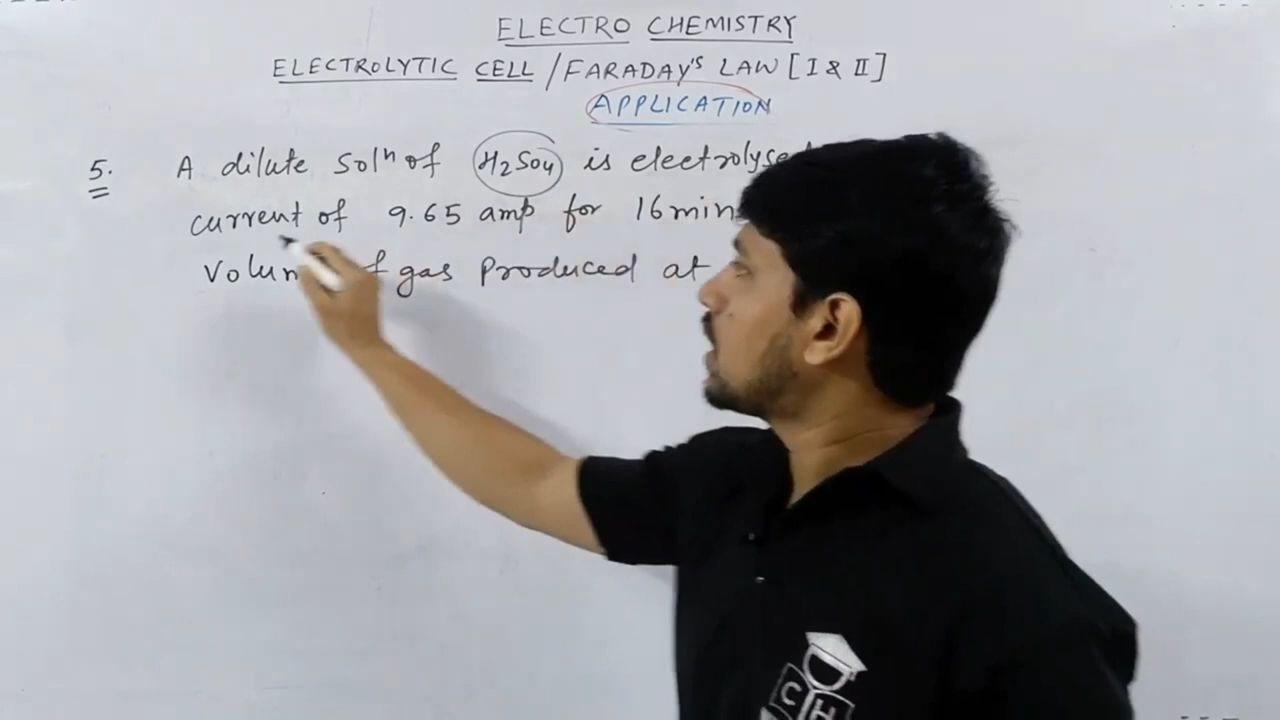 ELECTRO CHEMISTRY
ELECTROLYTIC CELL / FARADAY'S LAW [I & II]
APPLICATION
5. A dilute solⁿ of H2SO4 is electrolysed
current of 9.65 amp for 16 min
of gas produced at
C H